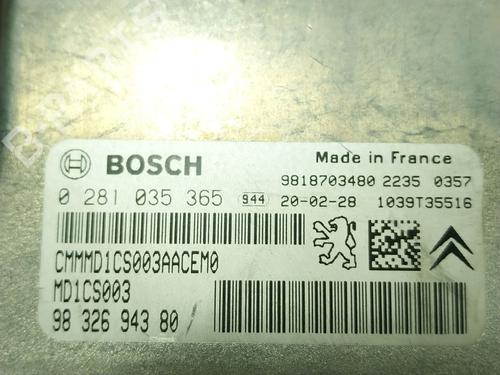 B-PARTS
BOSCH
Made in France
9818703480 2235 0357
0 281 035 365 944 20-02-28 1039T35516
CMMMD1CS003AACEM0
MD1CS003
98 326 943 80